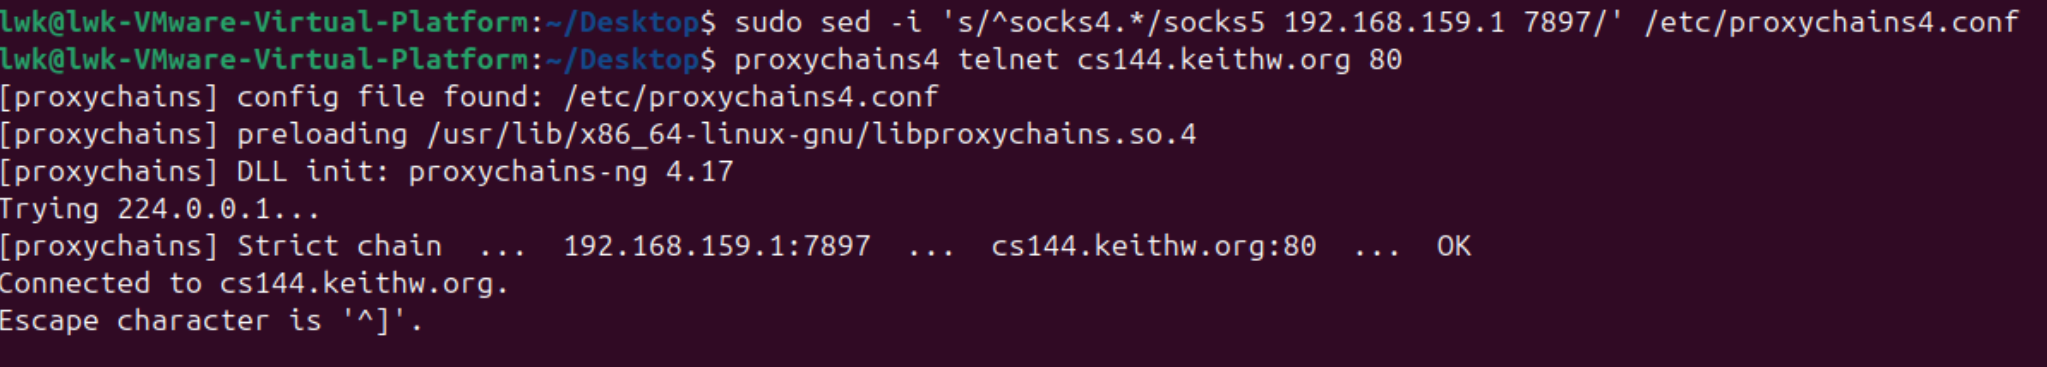 lwk@lwk-VMware-Virtual-Platform:~/Desktop$ sudo sed -i 's/^socks4.*/socks5 192.168.159.1 7897/' /etc/proxychains4.conf
lwk@lwk-VMware-Virtual-Platform:~/Desktop$ proxychains4 telnet cs144.keithw.org 80
[proxychains] config file found: /etc/proxychains4.conf
[proxychains] preloading /usr/lib/x86_64-linux-gnu/libproxychains.so.4
[proxychains] DLL init: proxychains-ng 4.17
Trying 224.0.0.1...
[proxychains] Strict chain  ...  192.168.159.1:7897  ...  cs144.keithw.org:80  ...  OK
Connected to cs144.keithw.org.
Escape character is '^]'.